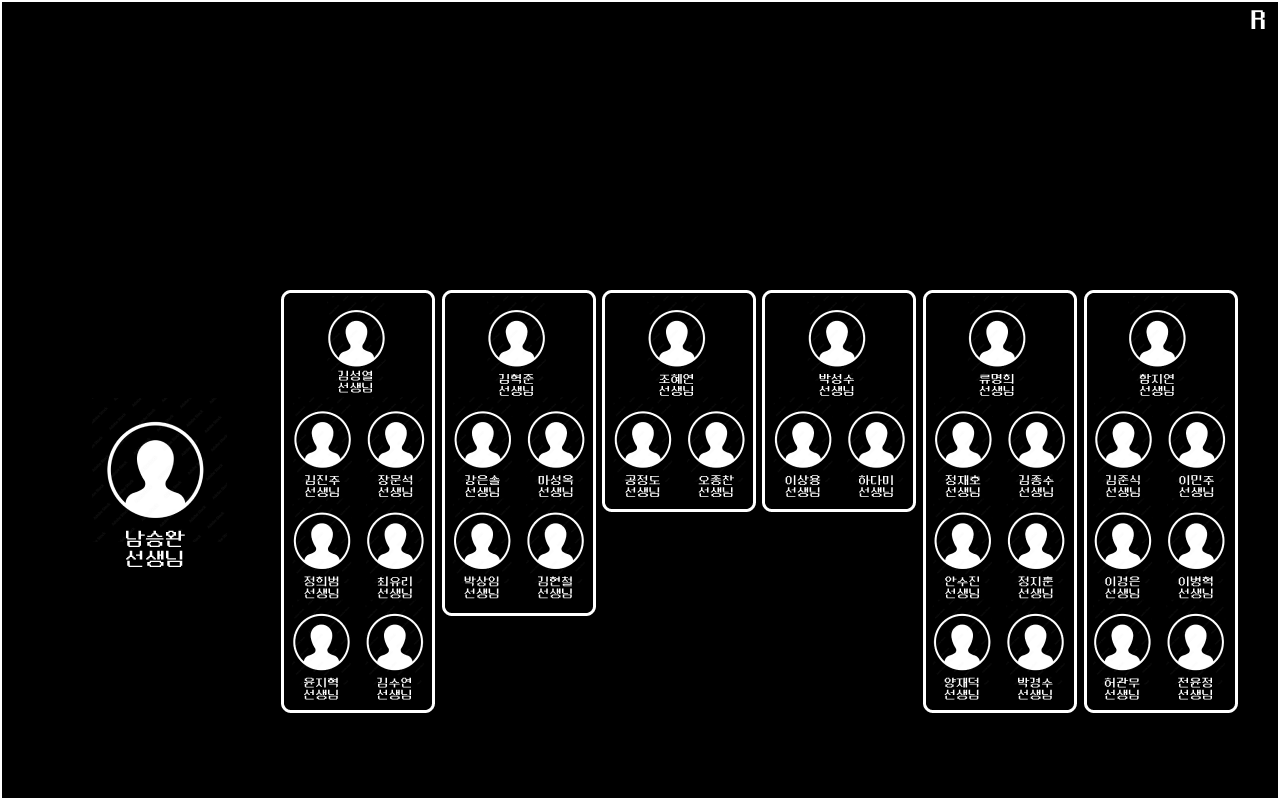 R
남승완
선생님
김성열
선생님
김진주
선생님
장문석
선생님
정희범
선생님
최유리
선생님
윤지혁
선생님
김수연
선생님
김혁준
선생님
강은솔
선생님
마성옥
선생님
박상임
선생님
김현철
선생님
조혜연
선생님
공정도
선생님
오종찬
선생님
박성수
선생님
이상용
선생님
하다미
선생님
류명희
선생님
정재호
선생님
김종수
선생님
안수진
선생님
정지훈
선생님
양재덕
선생님
박경수
선생님
함지연
선생님
김준식
선생님
이민주
선생님
이경은
선생님
이병혁
선생님
허관무
선생님
전윤정
선생님